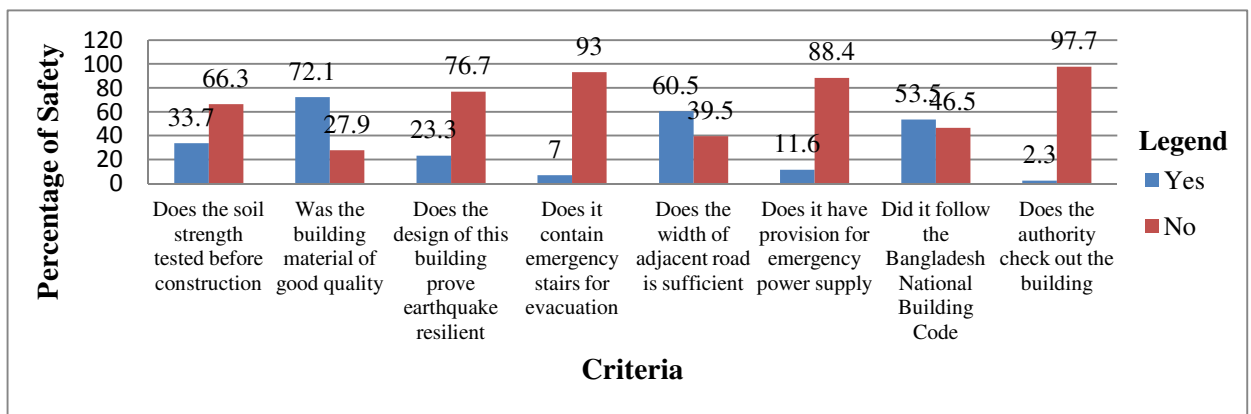 120
100
80
60
40
20
0
Percentage of Safety
33.7
66.3
72.1
27.9
23.3
76.7
7
93
60.5
39.5
11.6
88.4
53.5
46.5
2.3
97.7
Does the soil
strength
tested before
construction
Was the
building
material of
good quality
Does the
design of this
building
prove
earthquake
resilient
Does it
contain
emergency
stairs for
evacuation
Does the
width of
adjacent road
is sufficient
Does it have
provision for
emergency
power supply
Did it follow
the
Bangladesh
National
Building
Code
Does the
authority
check out the
building
Criteria
Legend
Yes
No